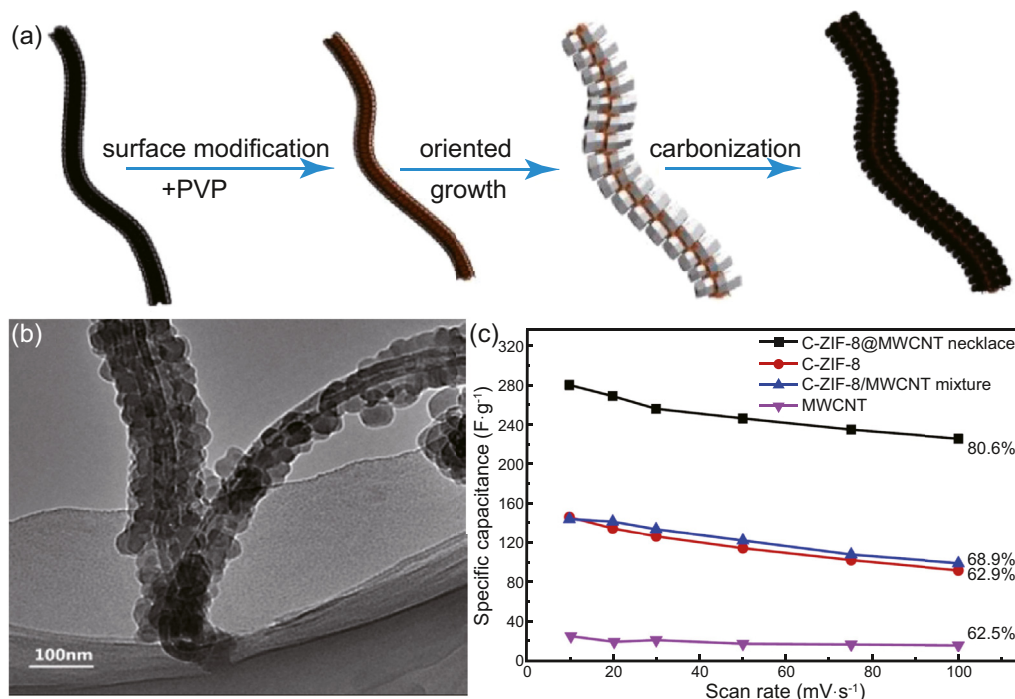 (a)
surface modification
+PVP
oriented
growth
carbonization
(b)
100nm
(c)
Specific capacitance (F·g⁻¹)
320
280
240
200
160
120
80
40
0
C-ZIF-8@MWCNT necklace
C-ZIF-8
C-ZIF-8/MWCNT mixture
MWCNT
80.6%
68.9%
62.9%
62.5%
0
20
40
60
80
100
Scan rate (mV·s⁻¹)